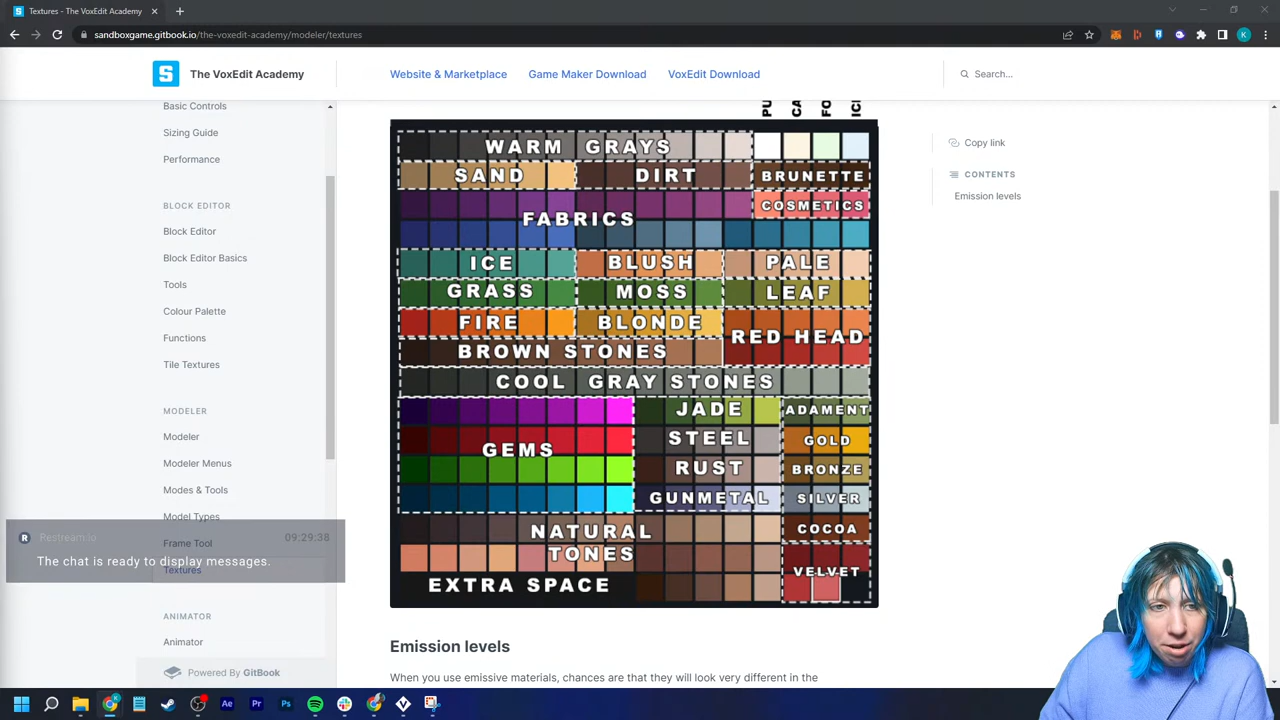 Textures - The VoxEdit Academy
sandboxgame.gitbook.io/the-voxedit-academy/modeler/textures
K
S
The VoxEdit Academy
Website & Marketplace
Game Maker Download
VoxEdit Download
Search...
Basic Controls
Sizing Guide
Performance
BLOCK EDITOR
Block Editor
Block Editor Basics
Tools
Colour Palette
Functions
Tile Textures
MODELER
Modeler
Modeler Menus
Modes & Tools
Model Types
Frame Tool
Textures
ANIMATOR
Animator
Powered By GitBook
R Restream.io 09:29:38
The chat is ready to display messages.
WARM GRAYS
SAND
DIRT
BRUNETTE
COSMETICS
FABRICS
ICE
BLUSH
PALE
GRASS
MOSS
LEAF
FIRE
BLONDE
RED HEAD
BROWN STONES
COOL GRAY STONES
JADE
ADAMENT
STEEL
GOLD
GEMS
RUST
BRONZE
GUNMETAL
SILVER
NATURAL
TONES
COCOA
VELVET
EXTRA SPACE
Emission levels
When you use emissive materials, chances are that they will look very different in the
Copy link
CONTENTS
Emission levels
Ae
Pr
Ps